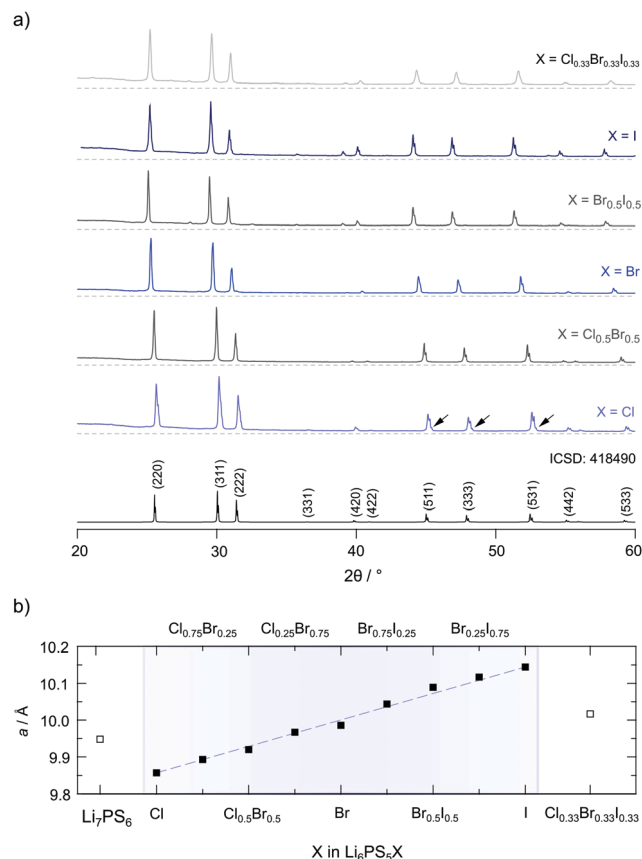 a)
X = Cl₀.₃₃Br₀.₃₃I₀.₃₃
X = I
X = Br₀.₅I₀.₅
X = Br
X = Cl₀.₅Br₀.₅
X = Cl
ICSD: 418490
(220) (311) (222) (331) (420) (422) (511) (333) (531) (442) (533)
20 30 40 50 60
2θ / °
b)
Cl₀.₇₅Br₀.₂₅ Cl₀.₂₅Br₀.₇₅ Br₀.₇₅I₀.₂₅ Br₀.₂₅I₀.₇₅
10.2
10.1
10.0
9.9
9.8
a / Å
Li₇PS₆ Cl Cl₀.₅Br₀.₅ Br Br₀.₅I₀.₅ I Cl₀.₃₃Br₀.₃₃I₀.₃₃
X in Li₆PS₅X